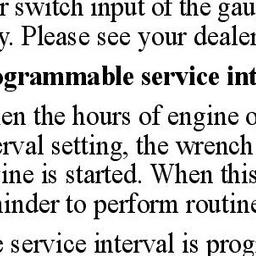 r switch input of the gau
y. Please see your dealer
ogrammable service int
en the hours of engine o
erval setting, the wrench
ine is started. When this
inder to perform routine
e service interval is prog